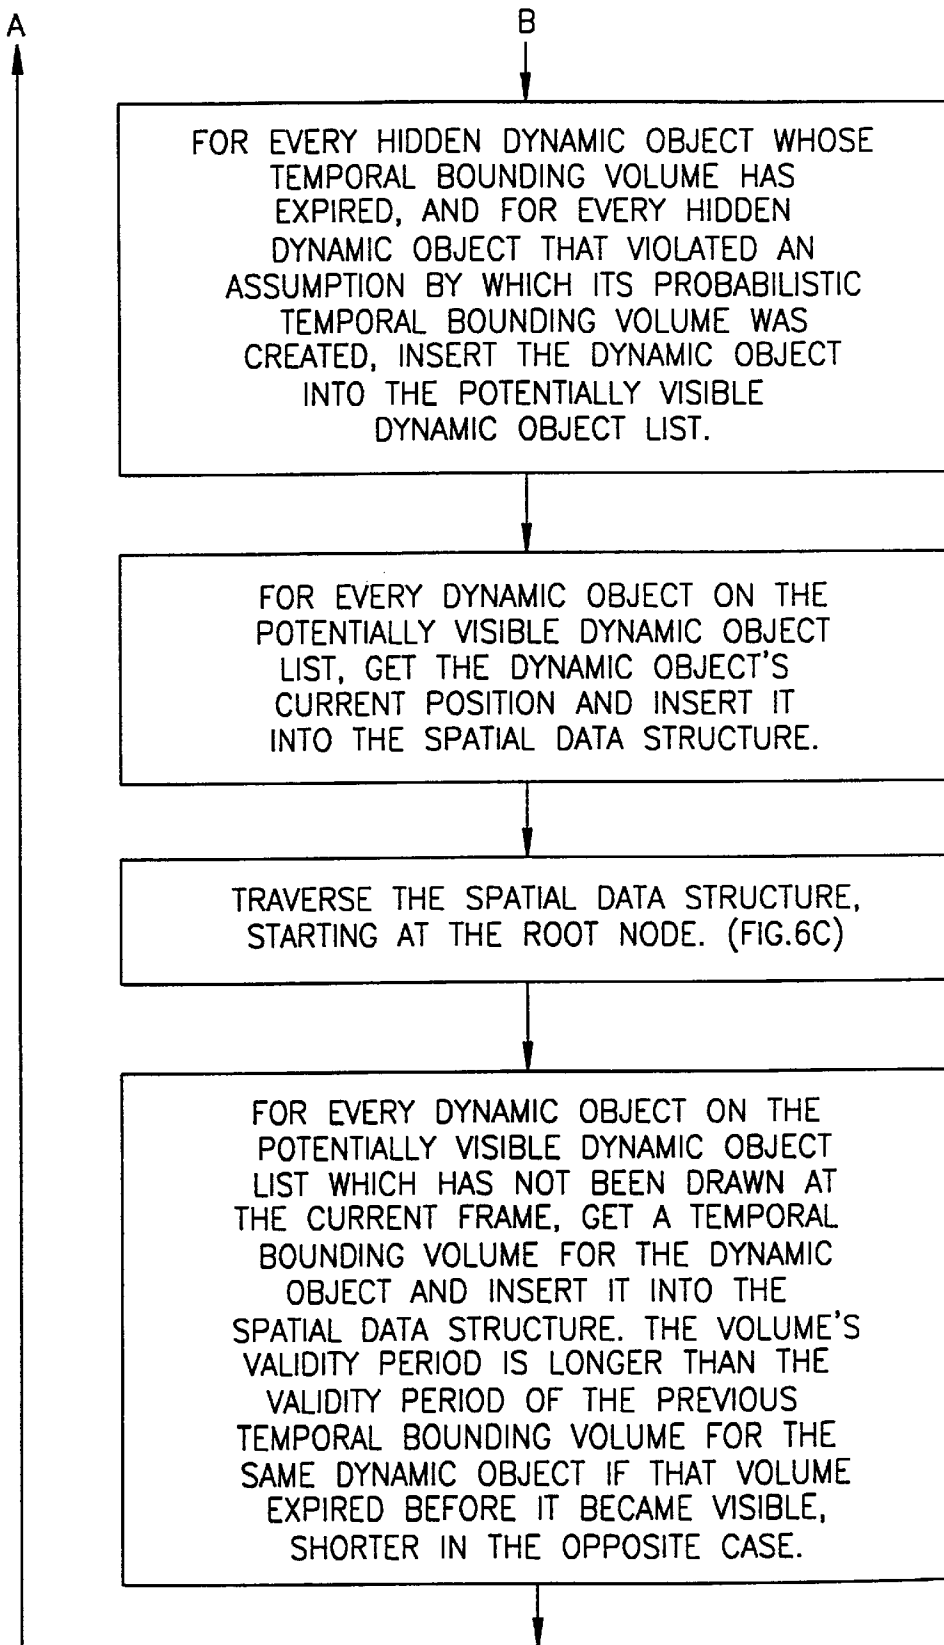 A
B
FOR EVERY HIDDEN DYNAMIC OBJECT WHOSE
TEMPORAL BOUNDING VOLUME HAS
EXPIRED, AND FOR EVERY HIDDEN
DYNAMIC OBJECT THAT VIOLATED AN
ASSUMPTION BY WHICH ITS PROBABILISTIC
TEMPORAL BOUNDING VOLUME WAS
CREATED, INSERT THE DYNAMIC OBJECT
INTO THE POTENTIALLY VISIBLE
DYNAMIC OBJECT LIST.
FOR EVERY DYNAMIC OBJECT ON THE
POTENTIALLY VISIBLE DYNAMIC OBJECT
LIST, GET THE DYNAMIC OBJECT'S
CURRENT POSITION AND INSERT IT
INTO THE SPATIAL DATA STRUCTURE.
TRAVERSE THE SPATIAL DATA STRUCTURE,
STARTING AT THE ROOT NODE. (FIG.6C)
FOR EVERY DYNAMIC OBJECT ON THE
POTENTIALLY VISIBLE DYNAMIC OBJECT
LIST WHICH HAS NOT BEEN DRAWN AT
THE CURRENT FRAME, GET A TEMPORAL
BOUNDING VOLUME FOR THE DYNAMIC
OBJECT AND INSERT IT INTO THE
SPATIAL DATA STRUCTURE. THE VOLUME'S
VALIDITY PERIOD IS LONGER THAN THE
VALIDITY PERIOD OF THE PREVIOUS
TEMPORAL BOUNDING VOLUME FOR THE
SAME DYNAMIC OBJECT IF THAT VOLUME
EXPIRED BEFORE IT BECAME VISIBLE,
SHORTER IN THE OPPOSITE CASE.